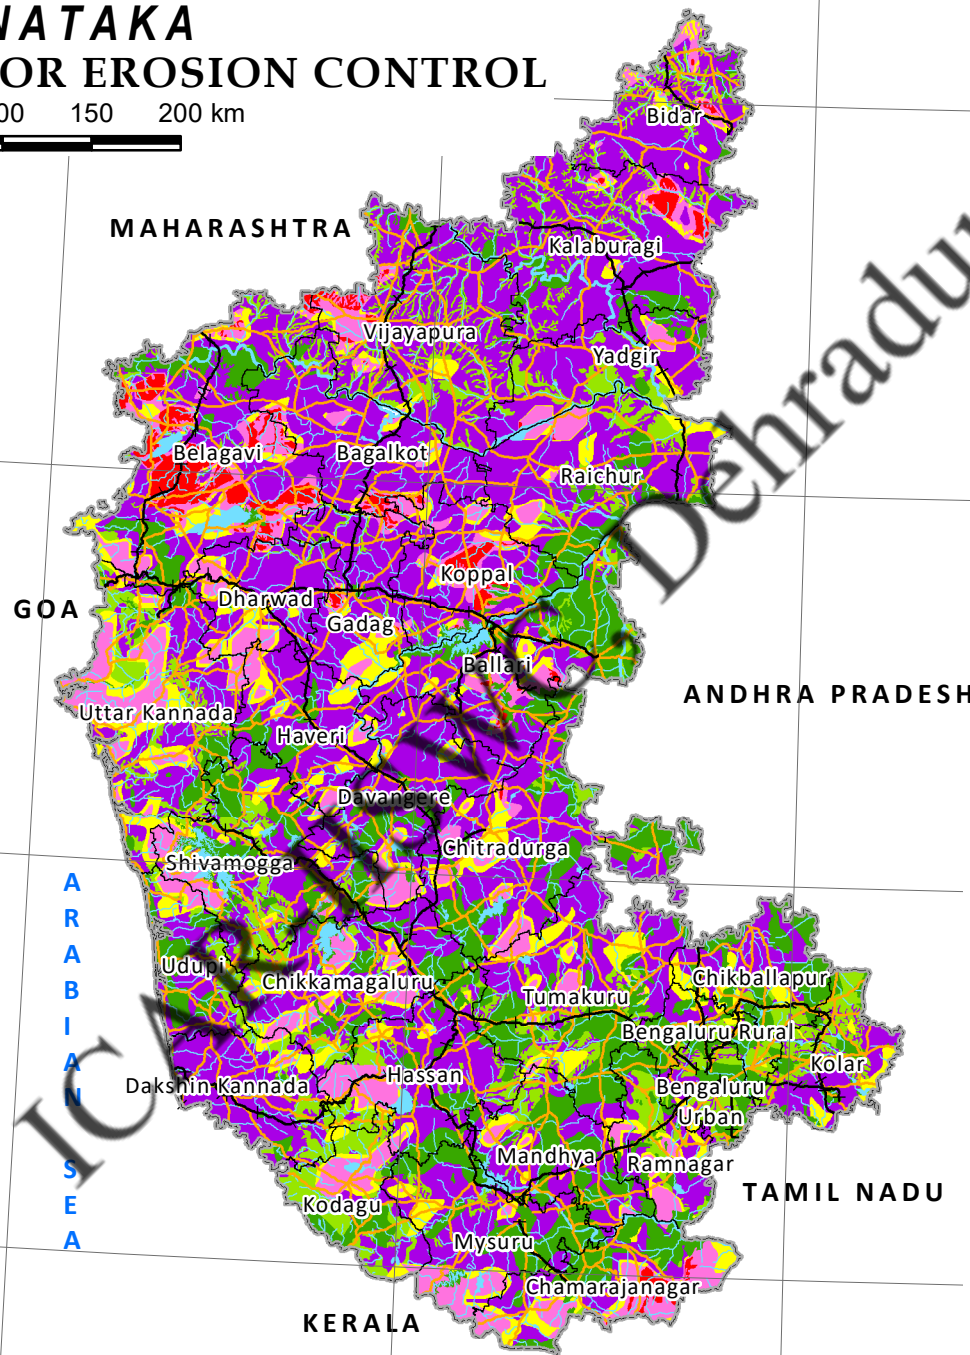 NATAKA
OR EROSION CONTROL
00 150 200 km
Bidar
MAHARASHTRA
Kalaburagi
Vijayapura
Yadgir
Belagavi
Bagalkot
Raichur
Koppal
Dharwad
GOA
Gadag
Ballari
ANDHRA PRADESH
Uttar Kannada
Haveri
Davangere
Chitradurga
Shivamogga
ARABIAN SEA
Udupi
Chikkamagaluru
Chikballapur
Tumakuru
Bengaluru Rural
Kolar
Hassan
Dakshin Kannada
Bengaluru
Urban
Mandhya
Ramnagar
TAMIL NADU
Kodagu
Mysuru
Chamarajanagar
KERALA
ICAR-IISWC, Dehradu